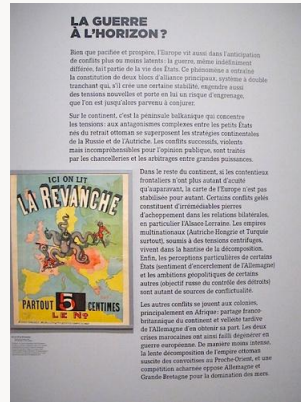 LA GUERRE
À L'HORIZON ?
Bien que pacifiée et prospère, l'Europe vit aussi dans l'anticipation
de conflits plus ou moins latents : la guerre, même indéfiniment
différée, fait partie de la vie des États. Ce phénomène a entraîné
la constitution de deux blocs d'alliance principaux, système à double
tranchant qui, s'il crée une certaine stabilité, engendre aussi
des tensions nouvelles et porte en lui un risque d'engrenage,
que l'on est jusqu'alors parvenu à conjurer.
Sur le continent, c'est la péninsule balkanique qui concentre
les tensions : aux antagonismes complexes entre les petits États
nés du retrait ottoman se superposent les stratégies continentales
de la Russie et de l'Autriche. Les conflits successifs, violents
mais incompréhensibles pour l'opinion publique, sont traités
par les chancelleries et les arbitrages entre grandes puissances.
ICI ON LIT
LA REVANCHE
PARTOUT 5 CENTIMES
LE Nº
Dans le reste du continent, si les contentieux
frontaliers n'ont plus autant d'acuité
qu'auparavant, la carte de l'Europe n'est pas
stabilisée pour autant. Certains conflits gelés
constituent d'irrémédiables pierres
d'achoppement dans les relations bilatérales,
en particulier l'Alsace Lorraine. Les empires
multinationaux (Autriche Hongrie et Turquie
surtout), soumis à des tensions centrifuges,
vivent dans la hantise de la décomposition.
Enfin, les perceptions particulières de certains
États (sentiment d'encerclement de l'Allemagne)
et les ambitions géopolitiques de certains
autres (objectif russe du contrôle des détroits)
sont autant de sources de conflictualité.
Les autres conflits se jouent aux colonies,
principalement en Afrique : partage franco-
britannique du continent et velléité tardive
de l'Allemagne d'en obtenir sa part. Les deux
crises marocaines ont ainsi failli dégénérer en
guerre européenne. De manière moins intense,
la lente décomposition de l'empire ottoman
suscite des convoitises au Proche-Orient, et une
compétition acharnée oppose Allemagne et
Grande Bretagne pour la domination des mers.